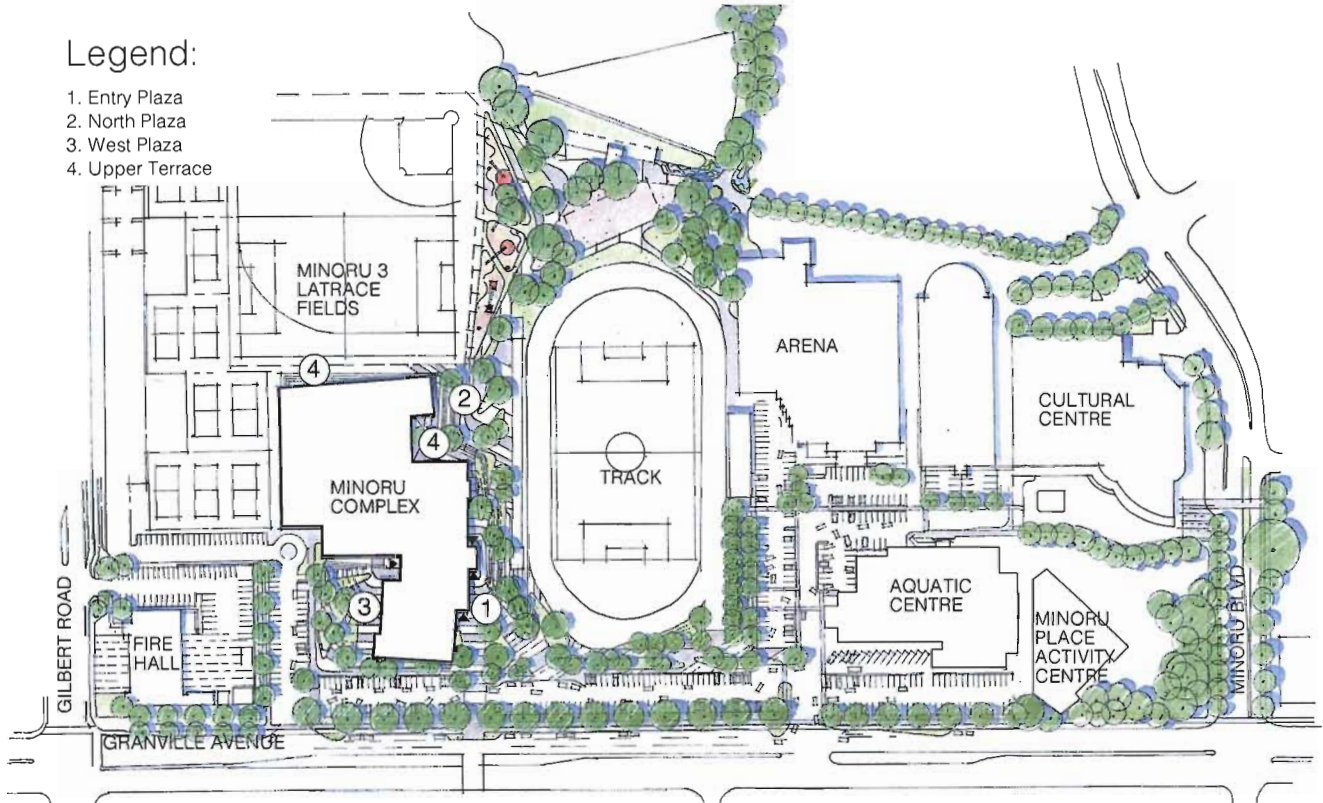 Legend:
1. Entry Plaza
2. North Plaza
3. West Plaza
4. Upper Terrace
MINORU 3
LATRACE
FIELDS
4
2
4
MINORU
COMPLEX
TRACK
ARENA
CULTURAL
CENTRE
AQUATIC
CENTRE
MINORU
PLACE
ACTIVITY
CENTRE
3
1
FIRE
HALL
GILBERT ROAD
MINORU BLVD
GRANVILLE AVENUE